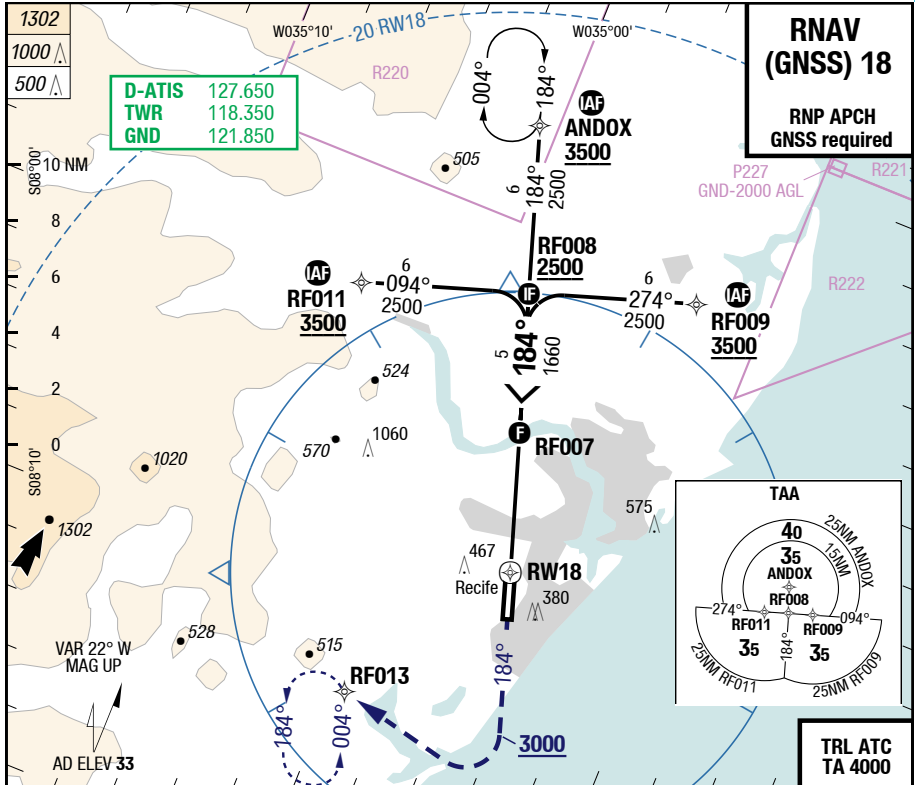 1302
1000
500
W035°10'
20 RW18
W035°00'
RNAV
(GNSS) 18
RNP APCH
GNSS required
R220
D-ATIS 127.650
TWR 118.350
GND 121.850
004°
184°
IAF
ANDOX
3500
505
6
184°
2500
S08°00'
10 NM
8
6
4
2
0
S08°10'
P227
GND-2000 AGL
R221
R222
RF008
2500
IF
IAF
RF011
3500
6
094°
2500
6
274°
2500
IAF
RF009
3500
5
184°
1660
524
570
1060
F
RF007
1020
1302
575
467
Recife
RW18
380
528
515
VAR 22° W
MAG UP
AD ELEV 33
RF013
184°
004°
184°
3000
TAA
40
35
25NM ANDOX
15NM
ANDOX
RF008
274°
094°
RF011
RF009
184°
35
35
25NM RF011
25NM RF009
TRL ATC
TA 4000